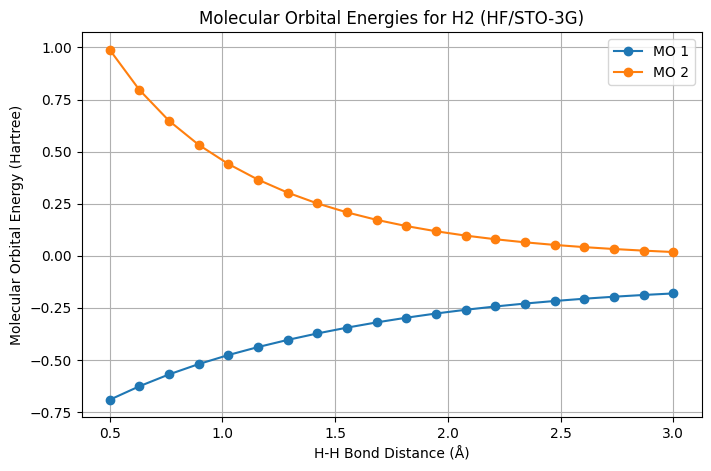 Molecular Orbital Energies for H2 (HF/STO-3G)
MO 1
MO 2
Molecular Orbital Energy (Hartree)
1.00
0.75
0.50
0.25
0.00
−0.25
−0.50
−0.75
0.5 1.0 1.5 2.0 2.5 3.0
H-H Bond Distance (Å)